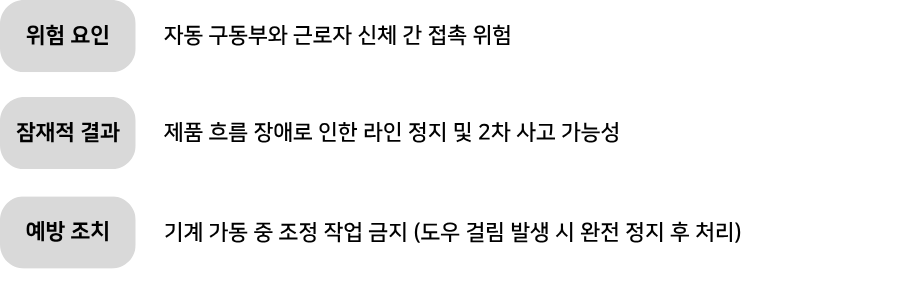 위험 요인 자동 구동부와 근로자 신체 간 접촉 위험
잠재적 결과 제품 흐름 장애로 인한 라인 정지 및 2차 사고 가능성
예방 조치 기계 가동 중 조정 작업 금지 (도우 걸림 발생 시 완전 정지 후 처리)